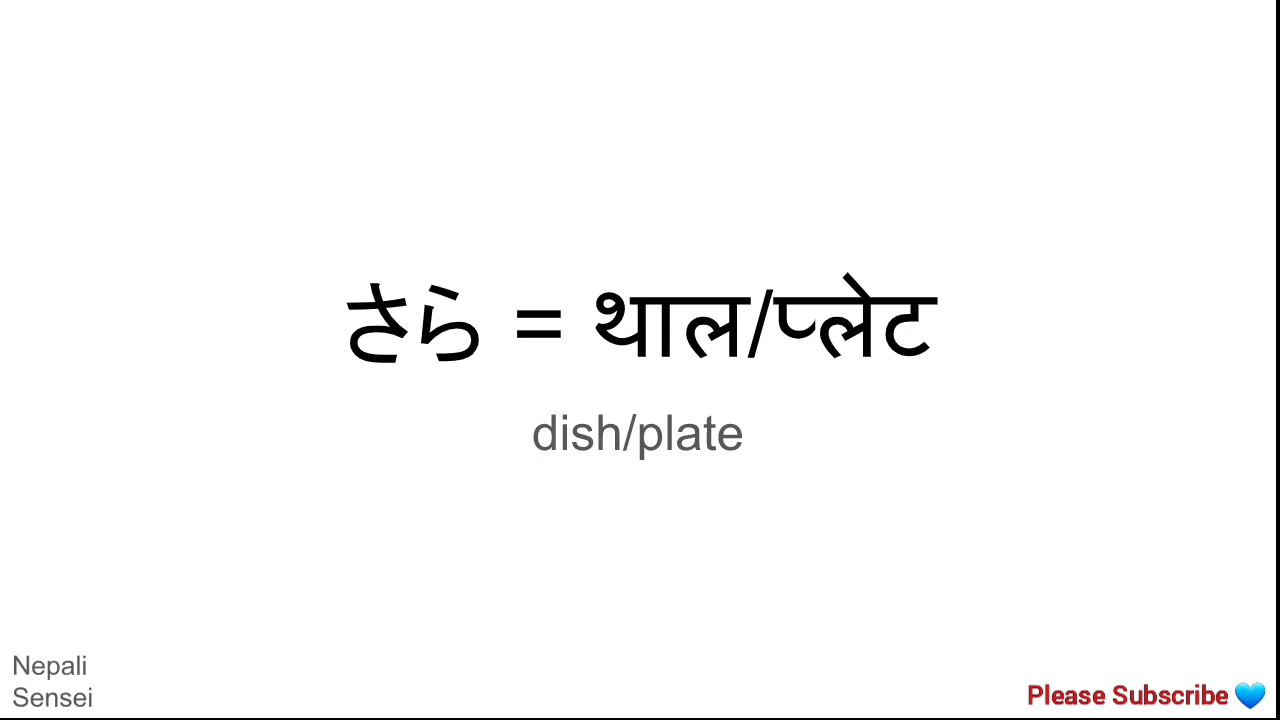 さら = थाल/प्लेट
dish/plate
Nepali
Sensei
Please Subscribe 💙